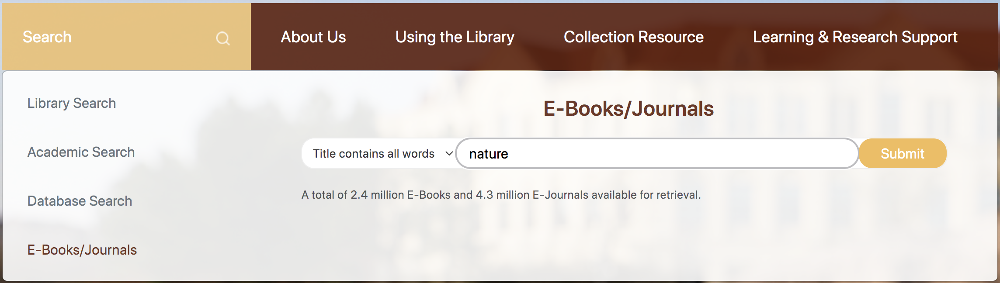 Search
About Us
Using the Library
Collection Resource
Learning & Research Support
Library Search
Academic Search
Database Search
E-Books/Journals
E-Books/Journals
Title contains all words
nature
Submit
A total of 2.4 million E-Books and 4.3 million E-Journals available for retrieval.